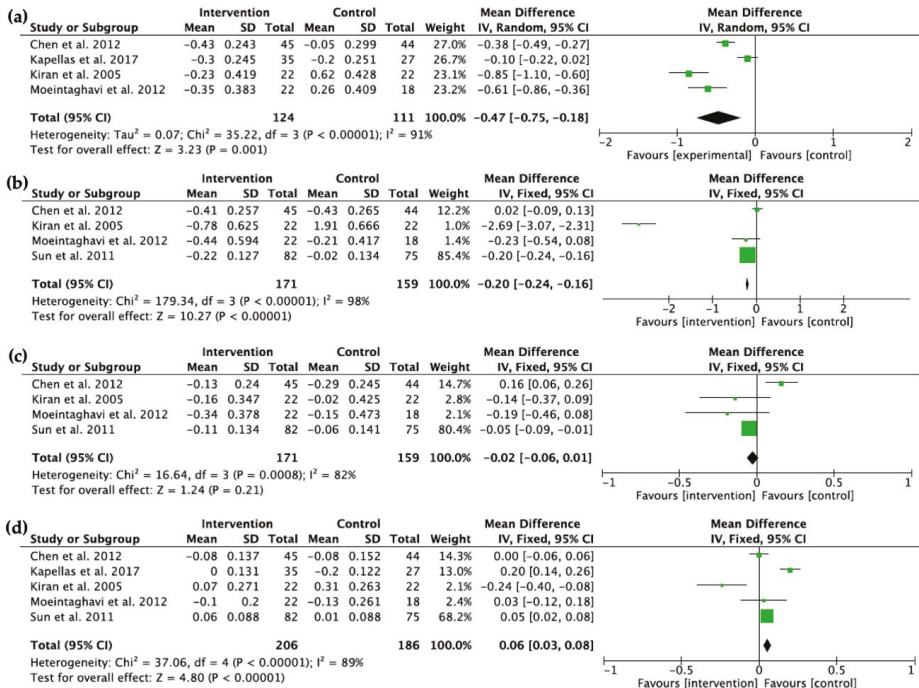 (a)
Intervention Control Mean Difference Mean Difference
Study or Subgroup Mean SD Total Mean SD Total Weight IV, Random, 95% CI IV, Random, 95% CI
Chen et al. 2012 −0.43 0.243 45 −0.05 0.299 44 27.0% −0.38 [−0.49, −0.27]
Kapellas et al. 2017 −0.3 0.245 35 −0.2 0.251 27 26.7% −0.10 [−0.22, 0.02]
Kiran et al. 2005 −0.23 0.419 22 0.62 0.428 22 23.1% −0.85 [−1.10, −0.60]
Moeintaghavi et al. 2012 −0.35 0.383 22 0.26 0.409 18 23.2% −0.61 [−0.86, −0.36]
Total (95% CI) 124 111 100.0% −0.47 [−0.75, −0.18]
Heterogeneity: Tau² = 0.07; Chi² = 35.22, df = 3 (P < 0.00001); I² = 91%
Test for overall effect: Z = 3.23 (P = 0.001)
−2 −1 0 1 2
Favours [experimental] Favours [control]
(b)
Intervention Control Mean Difference Mean Difference
Study or Subgroup Mean SD Total Mean SD Total Weight IV, Fixed, 95% CI IV, Fixed, 95% CI
Chen et al. 2012 −0.41 0.257 45 −0.43 0.265 44 12.2% 0.02 [−0.09, 0.13]
Kiran et al. 2005 −0.78 0.625 22 1.91 0.666 22 1.0% −2.69 [−3.07, −2.31]
Moeintaghavi et al. 2012 −0.44 0.594 22 −0.21 0.417 18 1.4% −0.23 [−0.54, 0.08]
Sun et al. 2011 −0.22 0.127 82 −0.02 0.134 75 85.4% −0.20 [−0.24, −0.16]
Total (95% CI) 171 159 100.0% −0.20 [−0.24, −0.16]
Heterogeneity: Chi² = 179.34, df = 3 (P < 0.00001); I² = 98%
Test for overall effect: Z = 10.27 (P < 0.00001)
−2 −1 0 1 2
Favours [intervention] Favours [control]
(c)
Intervention Control Mean Difference Mean Difference
Study or Subgroup Mean SD Total Mean SD Total Weight IV, Fixed, 95% CI IV, Fixed, 95% CI
Chen et al. 2012 −0.13 0.24 45 −0.29 0.245 44 14.7% 0.16 [0.06, 0.26]
Kiran et al. 2005 −0.16 0.347 22 −0.02 0.425 22 2.8% −0.14 [−0.37, 0.09]
Moeintaghavi et al. 2012 −0.34 0.378 22 −0.15 0.473 18 2.1% −0.19 [−0.46, 0.08]
Sun et al. 2011 −0.11 0.134 82 −0.06 0.141 75 80.4% −0.05 [−0.09, −0.01]
Total (95% CI) 171 159 100.0% −0.02 [−0.06, 0.01]
Heterogeneity: Chi² = 16.64, df = 3 (P = 0.0008); I² = 82%
Test for overall effect: Z = 1.24 (P = 0.21)
−1 −0.5 0 0.5 1
Favours [intervention] Favours [control]
(d)
Intervention Control Mean Difference Mean Difference
Study or Subgroup Mean SD Total Mean SD Total Weight IV, Fixed, 95% CI IV, Fixed, 95% CI
Chen et al. 2012 −0.08 0.137 45 −0.08 0.152 44 14.3% 0.00 [−0.06, 0.06]
Kapellas et al. 2017 0 0.131 35 −0.2 0.122 27 13.0% 0.20 [0.14, 0.26]
Kiran et al. 2005 0.07 0.271 22 0.31 0.263 22 2.1% −0.24 [−0.40, −0.08]
Moeintaghavi et al. 2012 −0.1 0.2 22 −0.13 0.261 18 2.4% 0.03 [−0.12, 0.18]
Sun et al. 2011 0.06 0.088 82 0.01 0.088 75 68.2% 0.05 [0.02, 0.08]
Total (95% CI) 206 186 100.0% 0.06 [0.03, 0.08]
Heterogeneity: Chi² = 37.06, df = 4 (P < 0.00001); I² = 89%
Test for overall effect: Z = 4.80 (P < 0.00001)
−1 −0.5 0 0.5 1
Favours [intervention] Favours [control]